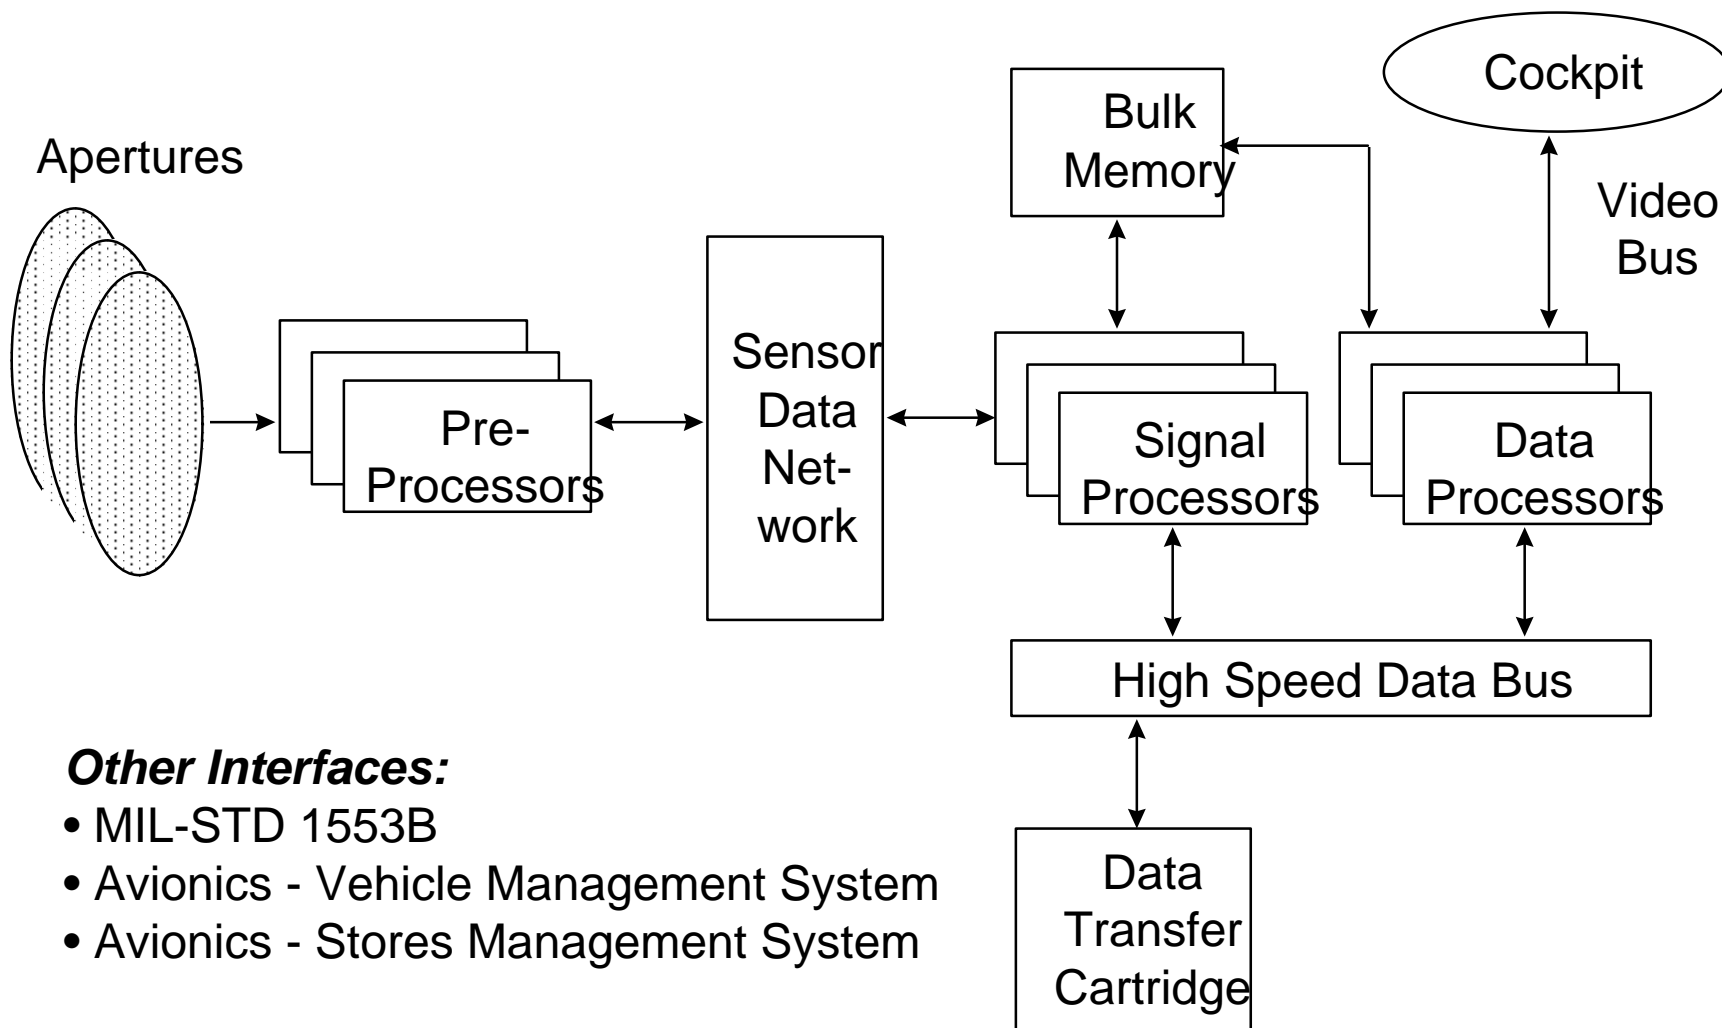 Apertures
Pre-
Processors
Sensor
Data
Net-
work
Bulk
Memory
Cockpit
Video
Bus
Signal
Processors
Data
Processors
High Speed Data Bus
Data
Transfer
Cartridge
Other Interfaces:
• MIL-STD 1553B
• Avionics - Vehicle Management System
• Avionics - Stores Management System